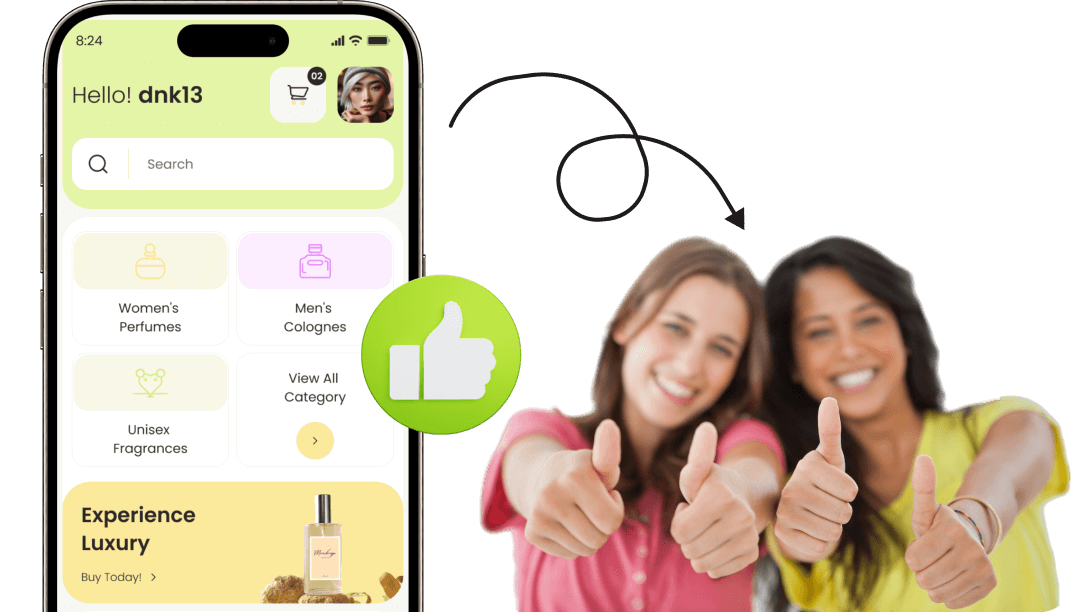 8:24
02
Hello! dnk13
Search
Women's
Perfumes
Men's
Colognes
Unisex
Fragrances
View All
Category
Experience
Luxury
Buy Today!